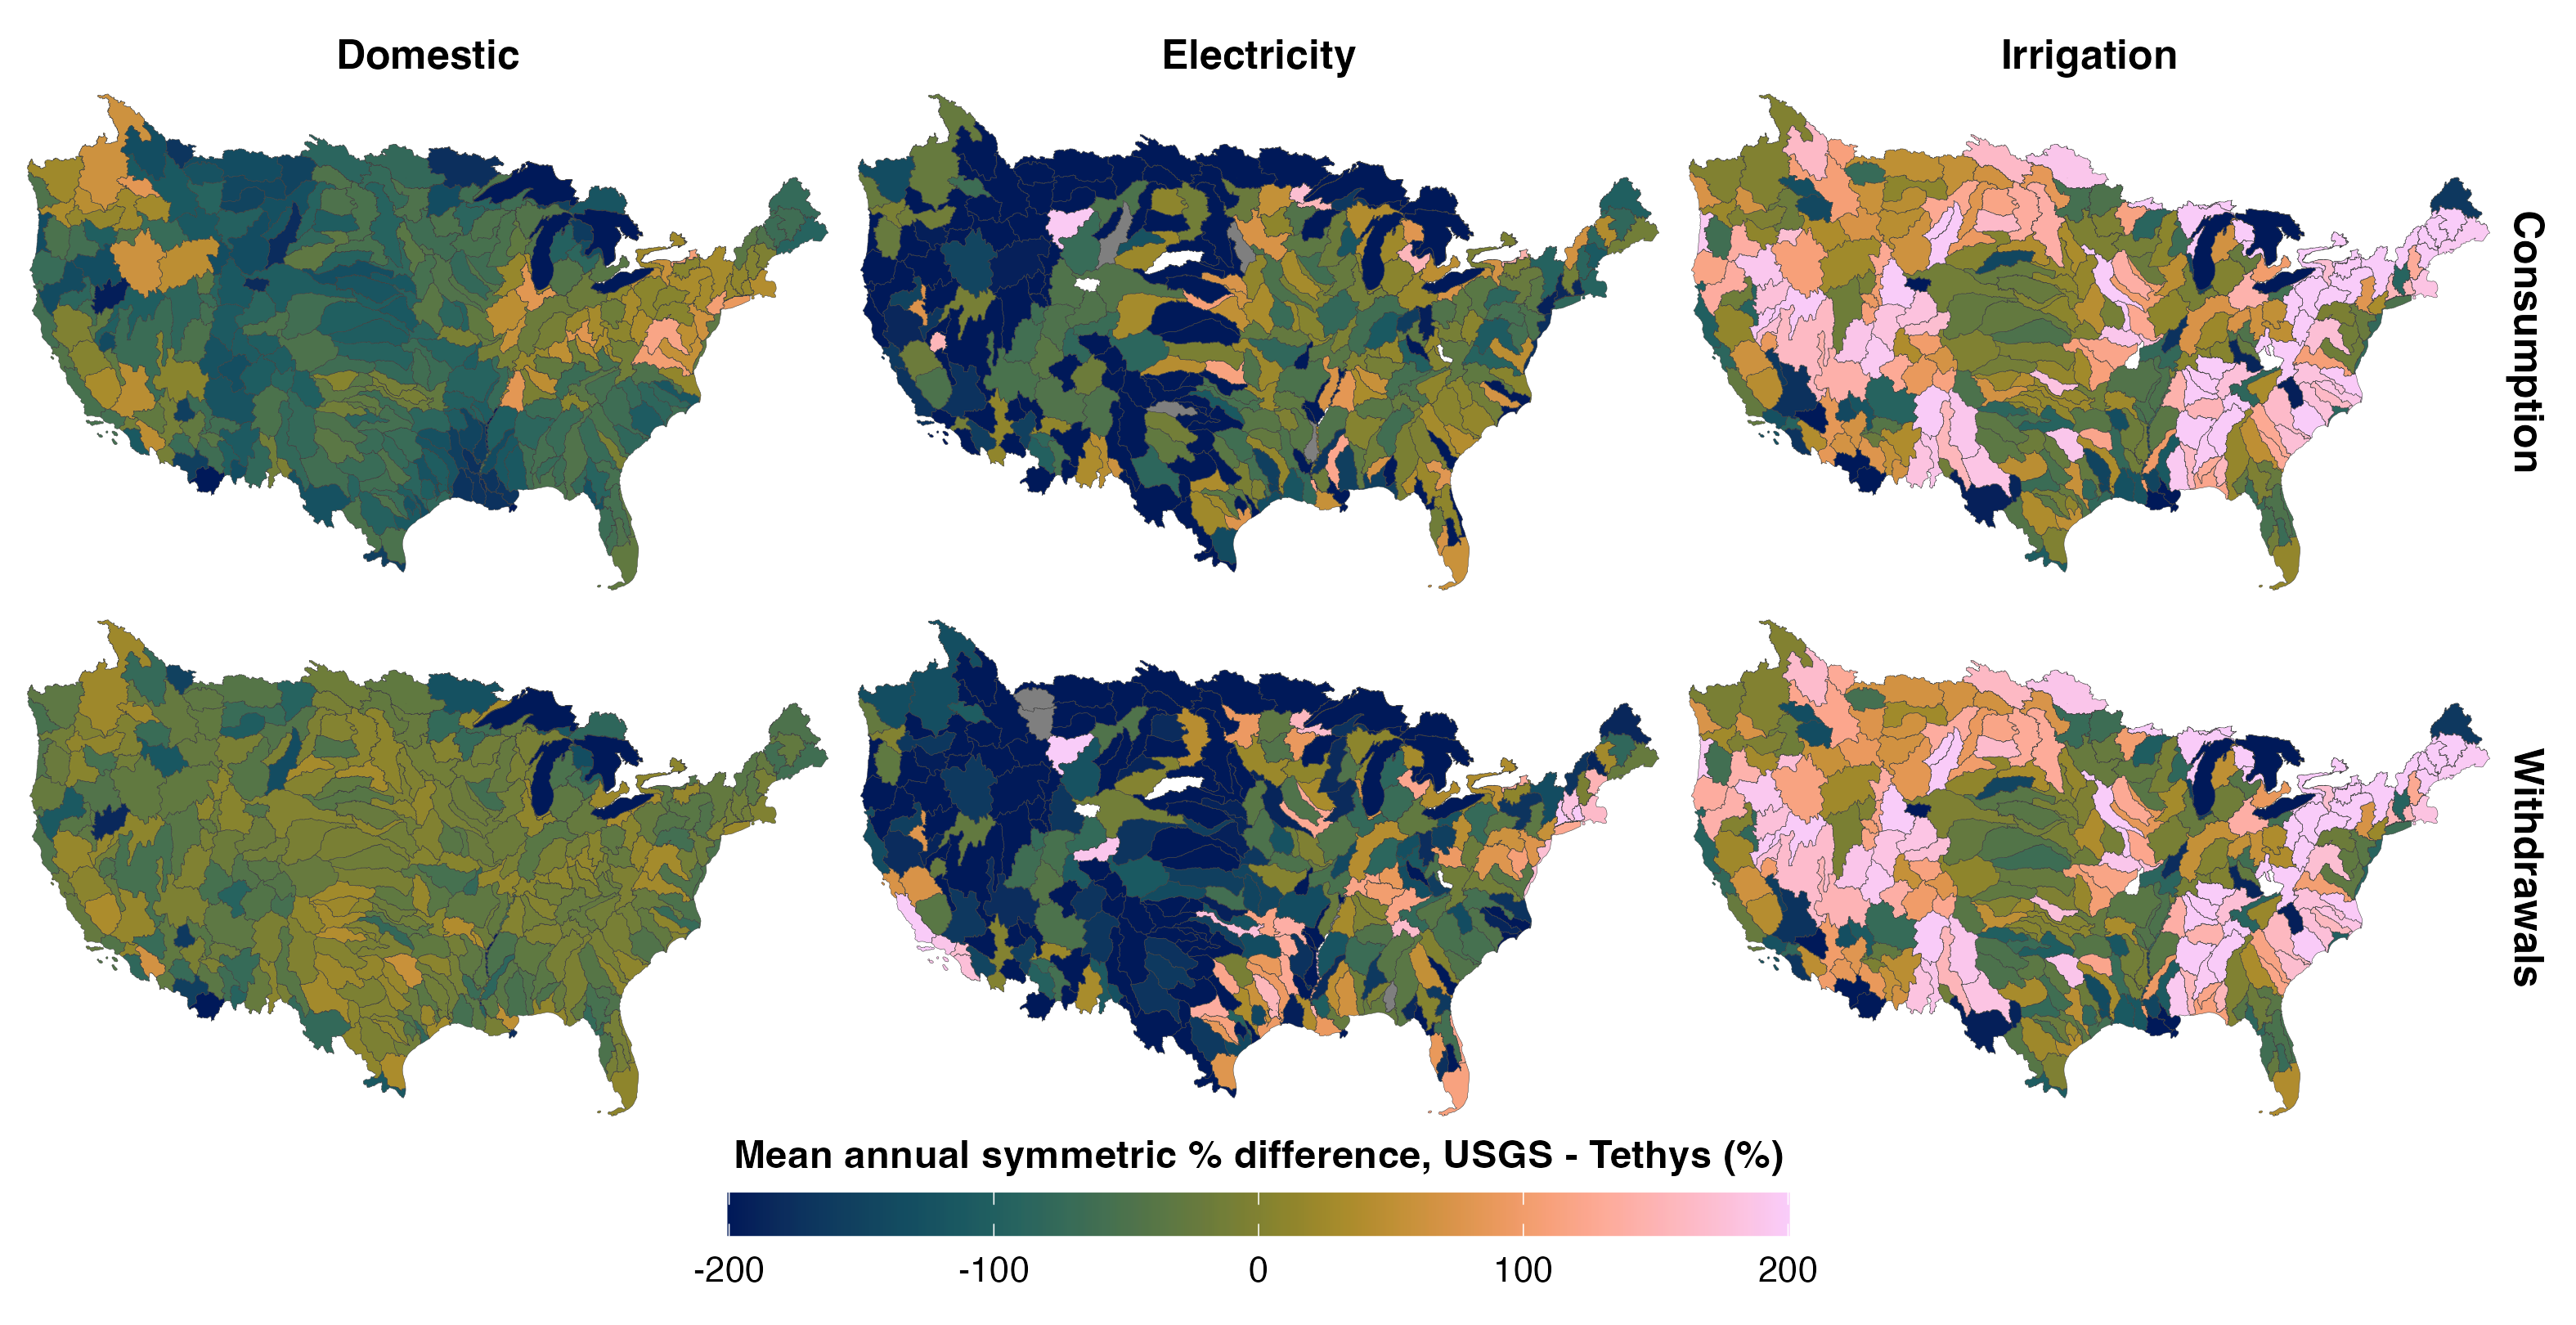 Domestic
Electricity
Irrigation
Consumption
Withdrawals
Mean annual symmetric % difference, USGS - Tethys (%)
-200
-100
0
100
200